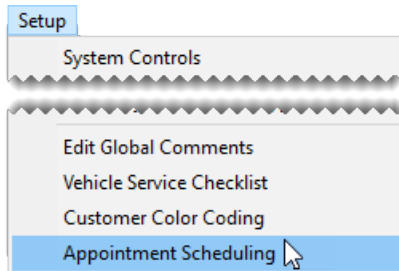 Setup
System Controls
Edit Global Comments
Vehicle Service Checklist
Customer Color Coding
Appointment Scheduling